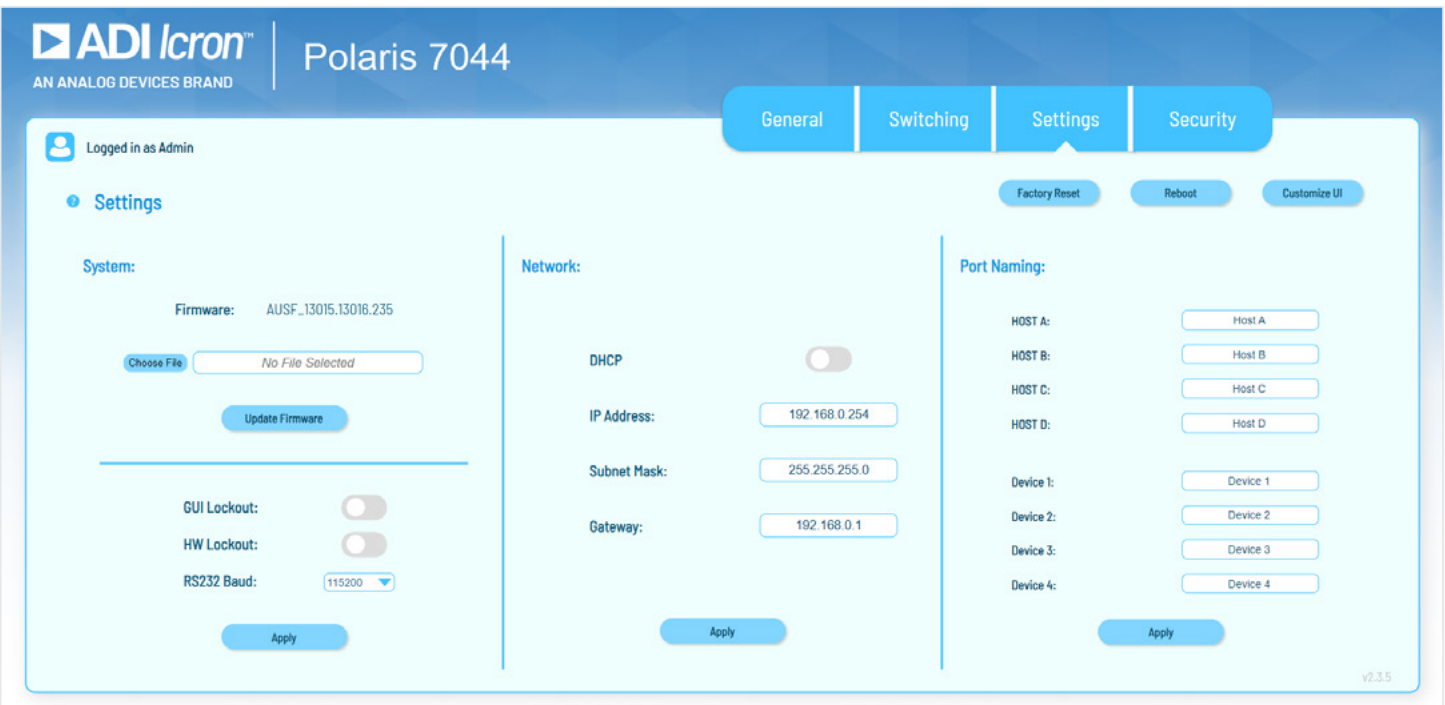 ADI Icron™
AN ANALOG DEVICES BRAND
Polaris 7044
General
Switching
Settings
Security
Logged in as Admin
? Settings
Factory Reset
Reboot
Customize UI
System:
Firmware: AUSF_13015.13016.235
Choose File No File Selected
Update Firmware
GUI Lockout:
HW Lockout:
RS232 Baud: 115200
Apply
Network:
DHCP
IP Address: 192.168.0.254
Subnet Mask: 255.255.255.0
Gateway: 192.168.0.1
Apply
Port Naming:
HOST A: Host A
HOST B: Host B
HOST C: Host C
HOST D: Host D
Device 1: Device 1
Device 2: Device 2
Device 3: Device 3
Device 4: Device 4
Apply
v2.3.5